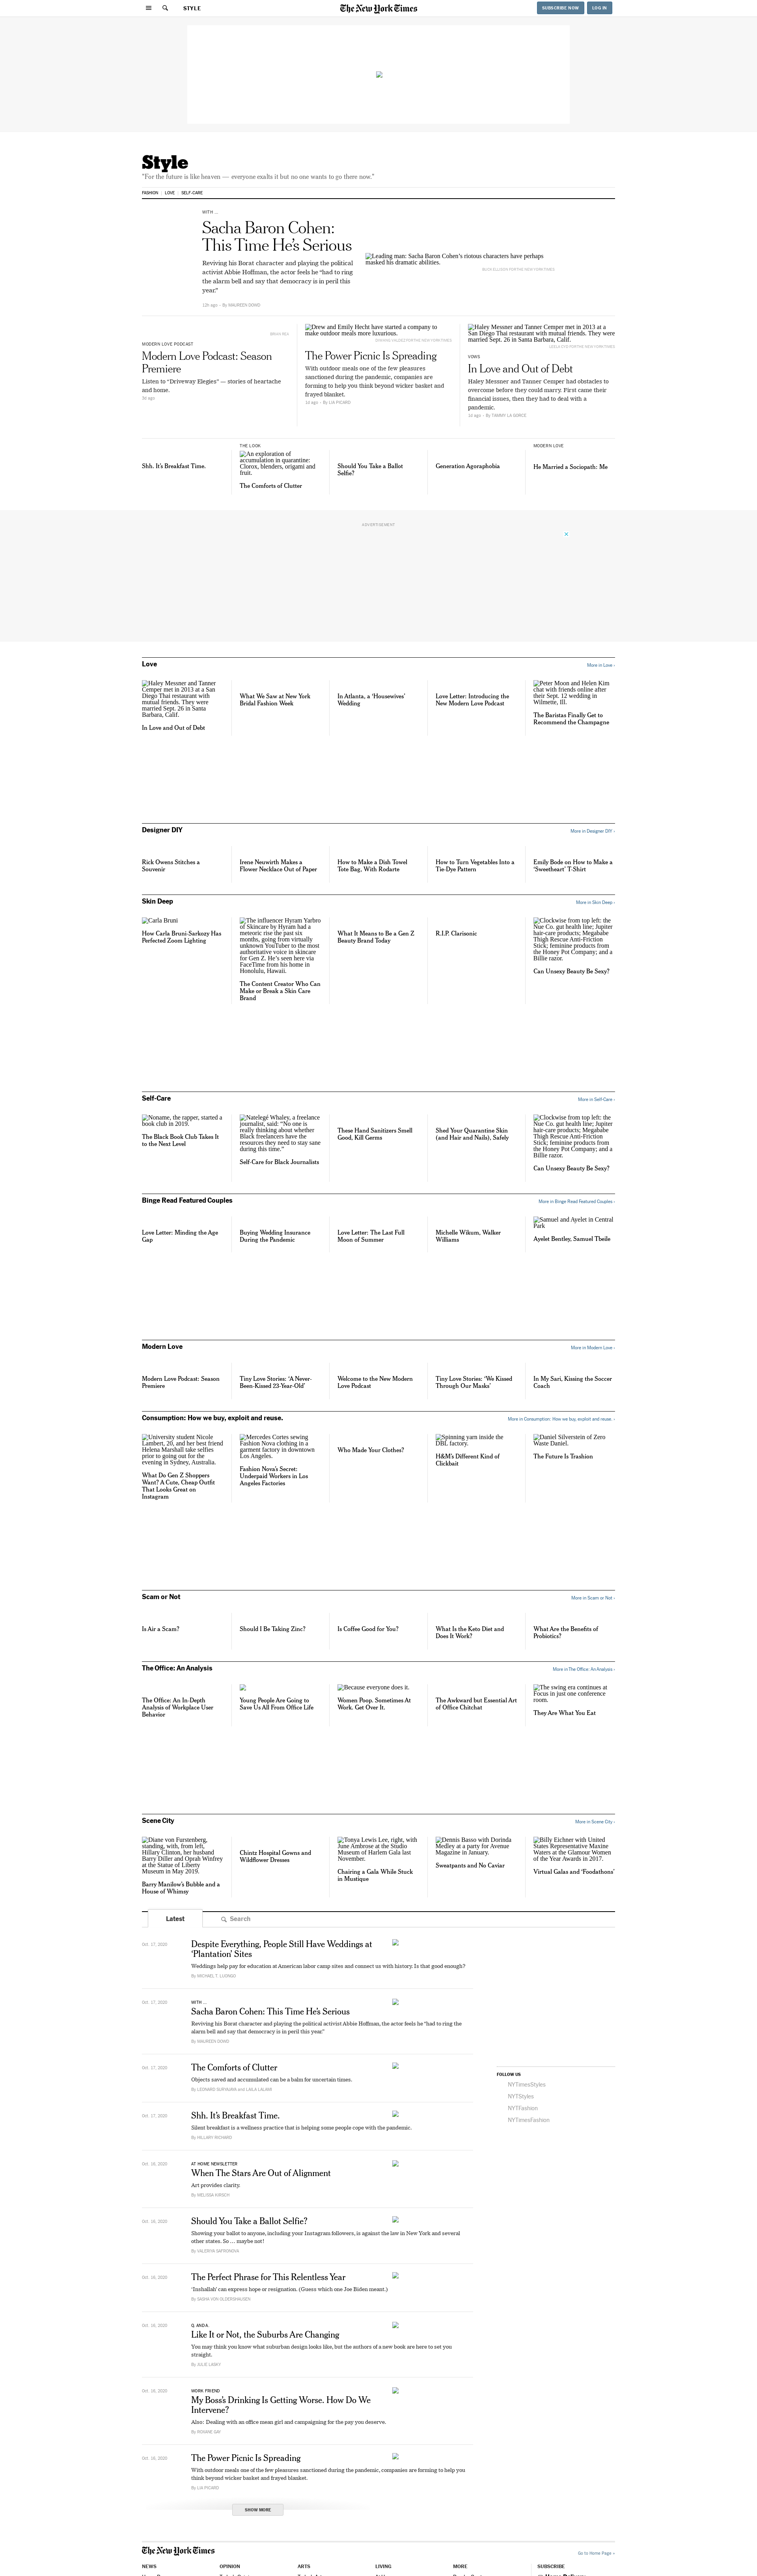 STYLE
The New York Times
SUBSCRIBE NOW
LOG IN
Style
"For the future is like heaven — everyone exalts it but no one wants to go there now."
FASHION
LOVE
SELF-CARE
WITH ...
Sacha Baron Cohen: This Time He's Serious
Reviving his Borat character and playing the political activist Abbie Hoffman, the actor feels he "had to ring the alarm bell and say that democracy is in peril this year."
12h ago · By MAUREEN DOWD
Leading man: Sacha Baron Cohen's riotous characters have perhaps masked his dramatic abilities.
MODERN LOVE PODCAST
Modern Love Podcast: Season Premiere
Listen to "Driveway Elegies" — stories of heartache and home.
3d ago
Drew and Emily Hecht have started a company to make outdoor meals more luxurious.
The Power Picnic Is Spreading
With outdoor meals one of the few pleasures sanctioned during the pandemic, companies are forming to help you think beyond wicker basket and frayed blanket.
1d ago · By LIA PICARD
Haley Messner and Tanner Cemper met in 2013 at a San Diego Thai restaurant with mutual friends. They were married Sept. 26 in Santa Barbara, Calif.
VOWS
In Love and Out of Debt
Haley Messner and Tanner Cemper had obstacles to overcome before they could marry. First came their financial issues, then they had to deal with a pandemic.
1d ago · By TAMMY LA GORCE
Shh. It's Breakfast Time.
THE LOOK
An exploration of accumulation in quarantine: Clorox, blenders, origami and fruit.
The Comforts of Clutter
Should You Take a Ballot Selfie?
Generation Agoraphobia
MODERN LOVE
He Married a Sociopath: Me
ADVERTISEMENT
Love
More in Love ›
Haley Messner and Tanner Cemper met in 2013 at a San Diego Thai restaurant with mutual friends. They were married Sept. 26 in Santa Barbara, Calif.
In Love and Out of Debt
What We Saw at New York Bridal Fashion Week
In Atlanta, a 'Housewives' Wedding
Love Letter: Introducing the New Modern Love Podcast
Peter Moon and Helen Kim chat with friends online after their Sept. 12 wedding in Wilmette, Ill.
The Baristas Finally Get to Recommend the Champagne
Designer DIY
More in Designer DIY ›
Rick Owens Stitches a Souvenir
Irene Neuwirth Makes a Flower Necklace Out of Paper
How to Make a Dish Towel Tote Bag, With Rodarte
How to Turn Vegetables Into a Tie-Dye Pattern
Emily Bode on How to Make a 'Sweetheart' T-Shirt
Skin Deep
More in Skin Deep ›
Carla Bruni
How Carla Bruni-Sarkozy Has Perfected Zoom Lighting
The influencer Hyram Yarbro of Skincare by Hyram had a meteoric rise the past six months, going from virtually unknown YouTuber to the most authoritative voice in skincare for Gen Z. He's seen here via FaceTime from his home in Honolulu, Hawaii.
The Content Creator Who Can Make or Break a Skin Care Brand
What It Means to Be a Gen Z Beauty Brand Today
R.I.P. Clarisonic
Clockwise from top left: the Nue Co. gut health line; Jupiter hair-care products; Megababe Thigh Rescue Anti-Friction Stick; feminine products from the Honey Pot Company; and a Billie razor.
Can Unsexy Beauty Be Sexy?
Self-Care
More in Self-Care ›
Noname, the rapper, started a book club in 2019.
The Black Book Club Takes It to the Next Level
Natelegé Whaley, a freelance journalist, said: "No one is really thinking about whether Black freelancers have the resources they need to stay sane during this time."
Self-Care for Black Journalists
These Hand Sanitizers Smell Good, Kill Germs
Shed Your Quarantine Skin (and Hair and Nails), Safely
Clockwise from top left: the Nue Co. gut health line; Jupiter hair-care products; Megababe Thigh Rescue Anti-Friction Stick; feminine products from the Honey Pot Company; and a Billie razor.
Can Unsexy Beauty Be Sexy?
Binge Read Featured Couples
More in Binge Read Featured Couples ›
Love Letter: Minding the Age Gap
Buying Wedding Insurance During the Pandemic
Love Letter: The Last Full Moon of Summer
Michelle Wikum, Walker Williams
Samuel and Ayelet in Central Park
Ayelet Bentley, Samuel Tbeile
Modern Love
More in Modern Love ›
Modern Love Podcast: Season Premiere
Tiny Love Stories: 'A Never-Been-Kissed 23-Year-Old'
Welcome to the New Modern Love Podcast
Tiny Love Stories: 'We Kissed Through Our Masks'
In My Sari, Kissing the Soccer Coach
Consumption: How we buy, exploit and reuse.
More in Consumption: How we buy, exploit and reuse. ›
University student Nicole Lambert, 20, and her best friend Helena Marshall take selfies prior to going out for the evening in Sydney, Australia.
What Do Gen Z Shoppers Want? A Cute, Cheap Outfit That Looks Great on Instagram
Mercedes Cortes sewing Fashion Nova clothing in a garment factory in downtown Los Angeles.
Fashion Nova's Secret: Underpaid Workers in Los Angeles Factories
Who Made Your Clothes?
Spinning yarn inside the DBL factory.
H&M's Different Kind of Clickbait
Daniel Silverstein of Zero Waste Daniel.
The Future Is Trashion
Scam or Not
More in Scam or Not ›
Is Air a Scam?
Should I Be Taking Zinc?
Is Coffee Good for You?
What Is the Keto Diet and Does It Work?
What Are the Benefits of Probiotics?
The Office: An Analysis
More in The Office: An Analysis ›
The Office: An In-Depth Analysis of Workplace User Behavior
Young People Are Going to Save Us All From Office Life
Because everyone does it.
Women Poop. Sometimes At Work. Get Over It.
The Awkward but Essential Art of Office Chitchat
The swing era continues at Focus in just one conference room.
They Are What You Eat
Scene City
More in Scene City ›
Diane von Furstenberg, standing, with, from left, Hillary Clinton, her husband Barry Diller and Oprah Winfrey at the Statue of Liberty Museum in May 2019.
Barry Manilow's Bubble and a House of Whimsy
Chintz Hospital Gowns and Wildflower Dresses
Tonya Lewis Lee, right, with June Ambrose at the Studio Museum of Harlem Gala last November.
Chairing a Gala While Stuck in Mustique
Dennis Basso with Dorinda Medley at a party for Avenue Magazine in January.
Sweatpants and No Caviar
Billy Eichner with United States Representative Maxine Waters at the Glamour Women of the Year Awards in 2017.
Virtual Galas and 'Foodathons'
Latest
Search
Oct. 17, 2020
Despite Everything, People Still Have Weddings at 'Plantation' Sites
Weddings help pay for education at American labor camp sites and connect us with history. Is that good enough?
By MICHAEL T. LUONGO
Oct. 17, 2020
WITH ...
Sacha Baron Cohen: This Time He's Serious
Reviving his Borat character and playing the political activist Abbie Hoffman, the actor feels he "had to ring the alarm bell and say that democracy is in peril this year."
By MAUREEN DOWD
Oct. 17, 2020
The Comforts of Clutter
Objects saved and accumulated can be a balm for uncertain times.
Oct. 17, 2020
Shh. It's Breakfast Time.
Silent breakfast is a wellness practice that is helping some people cope with the pandemic.
By HILLARY RICHARD
Oct. 16, 2020
AT HOME NEWSLETTER
When The Stars Are Out of Alignment
Art provides clarity.
By MELISSA KIRSCH
Oct. 16, 2020
Should You Take a Ballot Selfie?
Showing your ballot to anyone, including your Instagram followers, is against the law in New York and several other states. So … maybe not!
By VALERIYA SAFRONOVA
Oct. 16, 2020
The Perfect Phrase for This Relentless Year
'Inshallah' can express hope or resignation. (Guess which one Joe Biden meant.)
By SASHA VON OLDERSHAUSEN
Oct. 16, 2020
Q. AND A.
Like It or Not, the Suburbs Are Changing
You may think you know what suburban design looks like, but the authors of a new book are here to set you straight.
By JULIE LASKY
Oct. 16, 2020
WORK FRIEND
My Boss's Drinking Is Getting Worse. How Do We Intervene?
Also: Dealing with an office mean girl and campaigning for the pay you deserve.
By ROXANE GAY
Oct. 16, 2020
The Power Picnic Is Spreading
With outdoor meals one of the few pleasures sanctioned during the pandemic, companies are forming to help you think beyond wicker basket and frayed blanket.
By LIA PICARD
SHOW MORE
FOLLOW US
NYTimesStyles
NYTStyles
NYTFashion
NYTimesFashion
The New York Times
Go to Home Page »
NEWS
OPINION
ARTS
LIVING
MORE
SUBSCRIBE